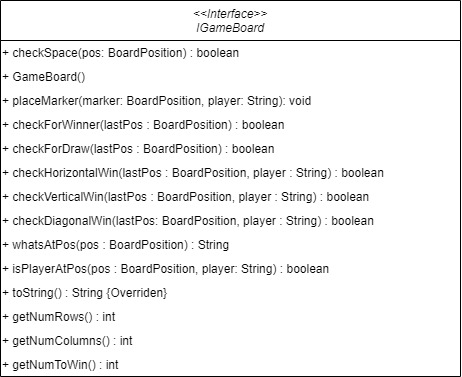 <<Interface>>
IGameBoard
+ checkSpace(pos: BoardPosition) : boolean
+ GameBoard()
+ placeMarker(marker: BoardPosition, player: String): void
+ checkForWinner(lastPos : BoardPosition) : boolean
+ checkForDraw(lastPos : BoardPosition) : boolean
+ checkHorizontalWin(lastPos : BoardPosition, player : String) : boolean
+ checkVerticalWin(lastPos : BoardPosition, player : String) : boolean
+ checkDiagonalWin(lastPos: BoardPosition, player : String) : boolean
+ whatsAtPos(pos : BoardPosition) : String
+ isPlayerAtPos(pos : BoardPosition, player: String) : boolean
+ toString() : String {Overriden}
+ getNumRows() : int
+ getNumColumns() : int
+ getNumToWin() : int